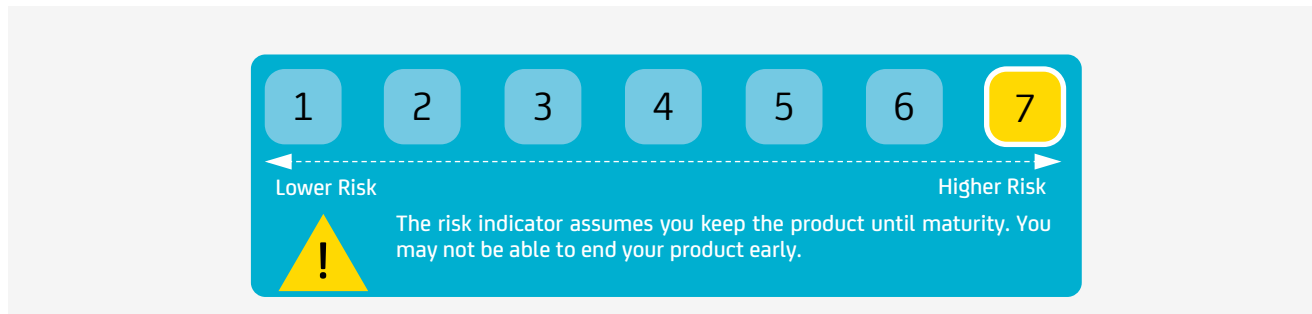 1 2 3 4 5 6 7
Lower Risk Higher Risk
The risk indicator assumes you keep the product until maturity. You
may not be able to end your product early.
!